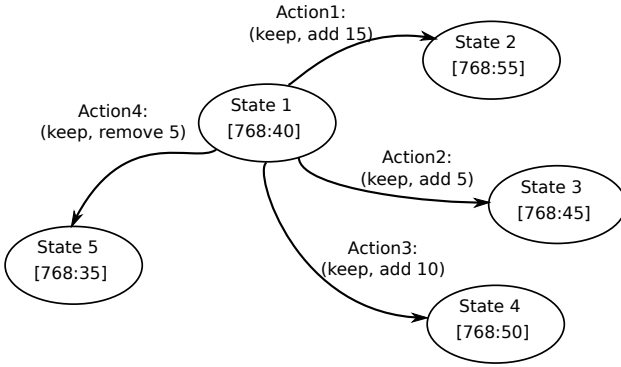 Action1:
(keep, add 15)
State 2
[768:55]
State 1
[768:40]
Action4:
(keep, remove 5)
Action2:
(keep, add 5)
State 3
[768:45]
State 5
[768:35]
Action3:
(keep, add 10)
State 4
[768:50]